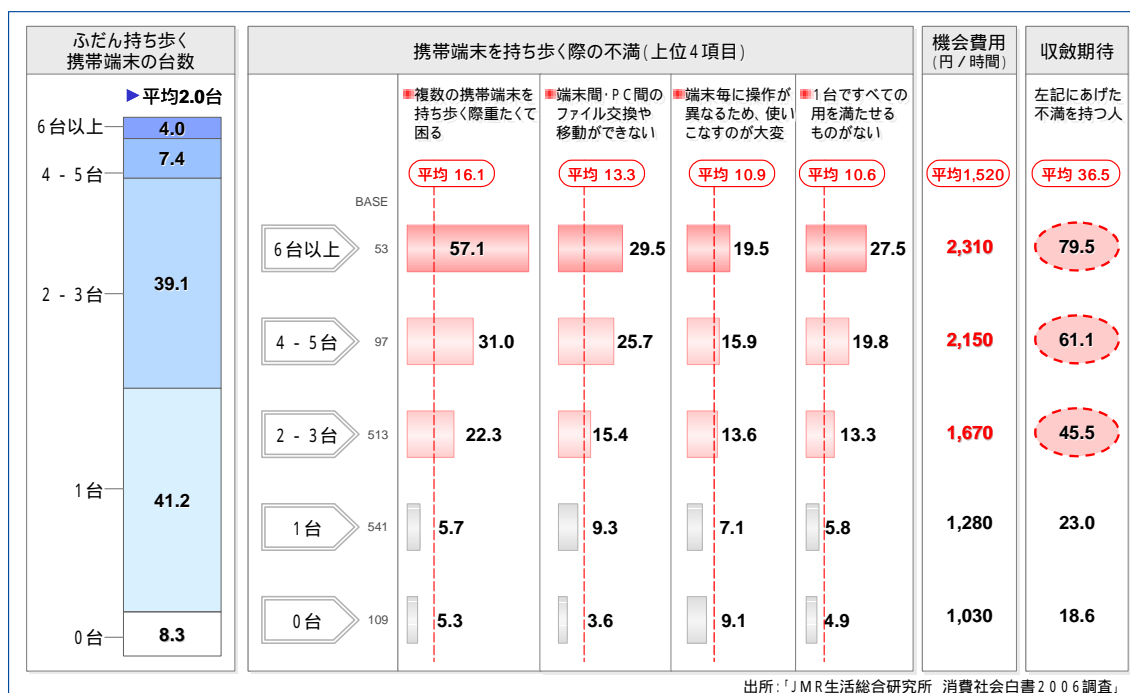 ふだん持ち歩く
携帯端末の台数
平均2.0台
6台以上
4.0
7.4
4-5台
39.1
2-3台
41.2
1台
8.3
0台
携帯端末を持ち歩く際の不満(上位4項目)
複数の携帯端末を
持ち歩く際重たくて
困る
端末間・PC間の
ファイル交換や
移動ができない
端末毎に操作が
異なるため、使い
こなすのが大変
1台ですべての
用を満たせる
ものがない
機会費用
(円/時間)
収斂期待
左記にあげた
不満を持つ人
平均 16.1
平均 13.3
平均 10.9
平均 10.6
平均1,520
平均 36.5
BASE
6台以上 53 57.1 29.5 19.5 27.5 2,310 79.5
4-5台 97 31.0 25.7 15.9 19.8 2,150 61.1
2-3台 513 22.3 15.4 13.6 13.3 1,670 45.5
1台 541 5.7 9.3 7.1 5.8 1,280 23.0
0台 109 5.3 3.6 9.1 4.9 1,030 18.6
出所:「JMR生活総合研究所 消費社会白書2006調査」